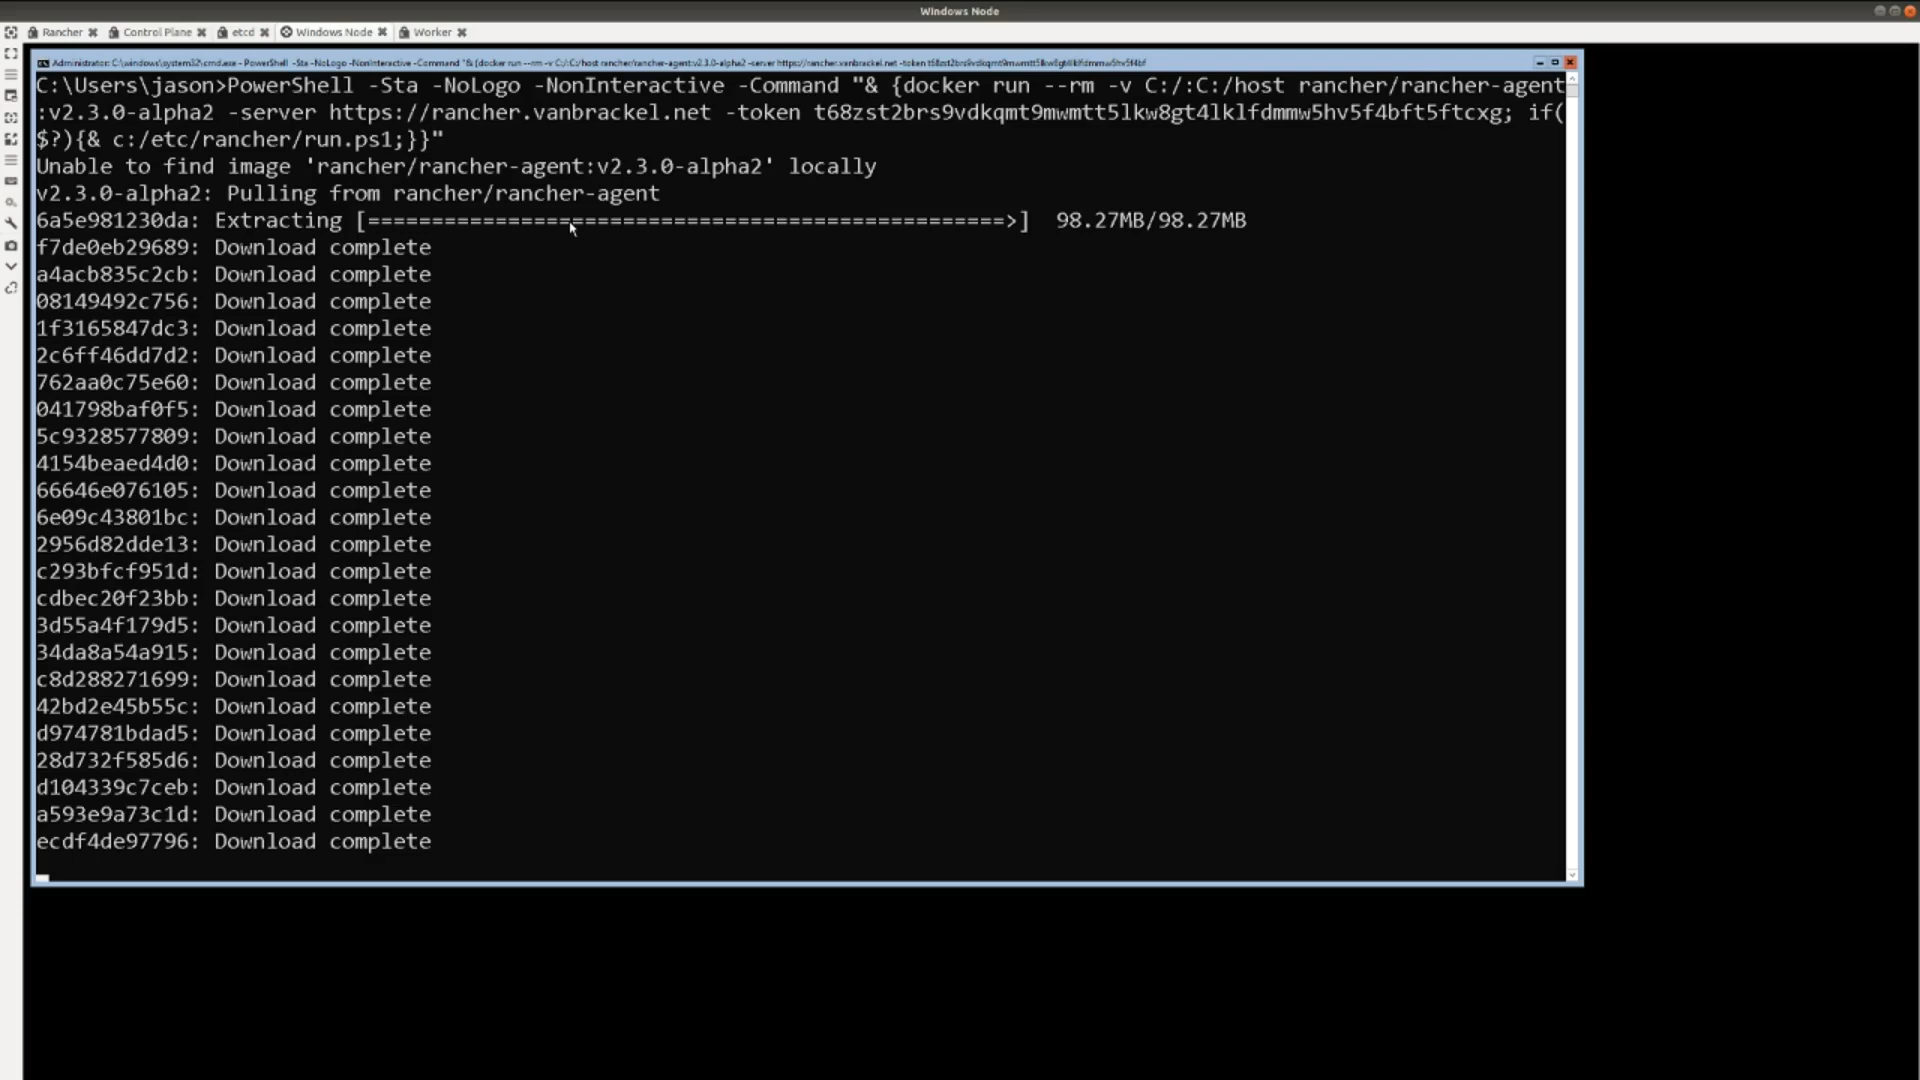 Windows Node
Rancher Control Plane etcd Windows Node Worker
Administrator: C:\windows\system32\cmd.exe - PowerShell -Sta -NoLogo -NonInteractive -Command "& {docker run --rm -v C:/:C:/host rancher/rancher-agent:v2.3.0-alpha2 -server https://rancher.vanbrackel.net -token
C:\Users\jason>PowerShell -Sta -NoLogo -NonInteractive -Command "& {docker run --rm -v C:/:C:/host rancher/rancher-agent
:v2.3.0-alpha2 -server https://rancher.vanbrackel.net -token t68zst2brs9vdkqmt9mwmtt5lkw8gt4lklfdmmw5hv5f4bft5ftcxg; if(
$?){& c:/etc/rancher/run.ps1;}}"
Unable to find image 'rancher/rancher-agent:v2.3.0-alpha2' locally
v2.3.0-alpha2: Pulling from rancher/rancher-agent
6a5e981230da: Extracting [==================================================>] 98.27MB/98.27MB
f7de0eb29689: Download complete
a4acb835c2cb: Download complete
08149492c756: Download complete
1f3165847dc3: Download complete
2c6ff46dd7d2: Download complete
762aa0c75e60: Download complete
041798baf0f5: Download complete
5c9328577809: Download complete
4154beaed4d0: Download complete
66646e076105: Download complete
6e09c43801bc: Download complete
2956d82dde13: Download complete
c293bfcf951d: Download complete
cdbec20f23bb: Download complete
3d55a4f179d5: Download complete
34da8a54a915: Download complete
c8d288271699: Download complete
42bd2e45b55c: Download complete
d974781bdad5: Download complete
28d732f585d6: Download complete
d104339c7ceb: Download complete
a593e9a73c1d: Download complete
ecdf4de97796: Download complete